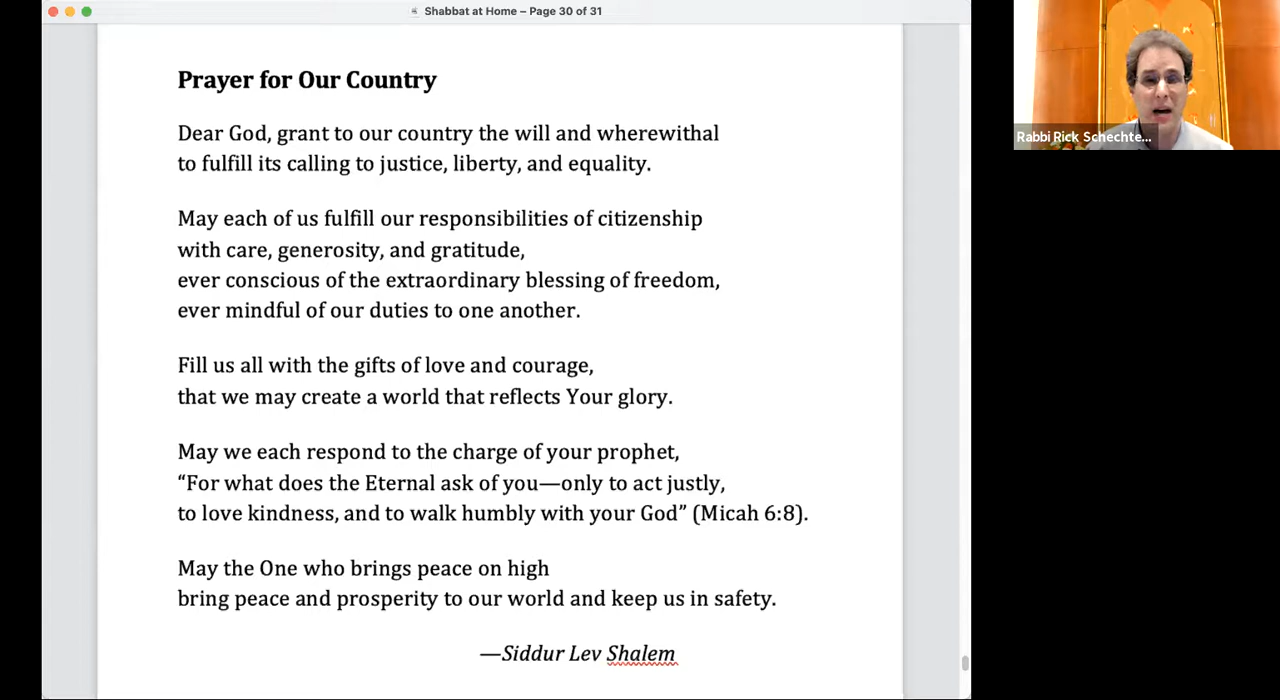 Shabbat at Home – Page 30 of 31
Prayer for Our Country
Dear God, grant to our country the will and wherewithal
to fulfill its calling to justice, liberty, and equality.
May each of us fulfill our responsibilities of citizenship
with care, generosity, and gratitude,
ever conscious of the extraordinary blessing of freedom,
ever mindful of our duties to one another.
Fill us all with the gifts of love and courage,
that we may create a world that reflects Your glory.
May we each respond to the charge of your prophet,
“For what does the Eternal ask of you—only to act justly,
to love kindness, and to walk humbly with your God” (Micah 6:8).
May the One who brings peace on high
bring peace and prosperity to our world and keep us in safety.
—Siddur Lev Shalem
Rabbi Rick Schechte...